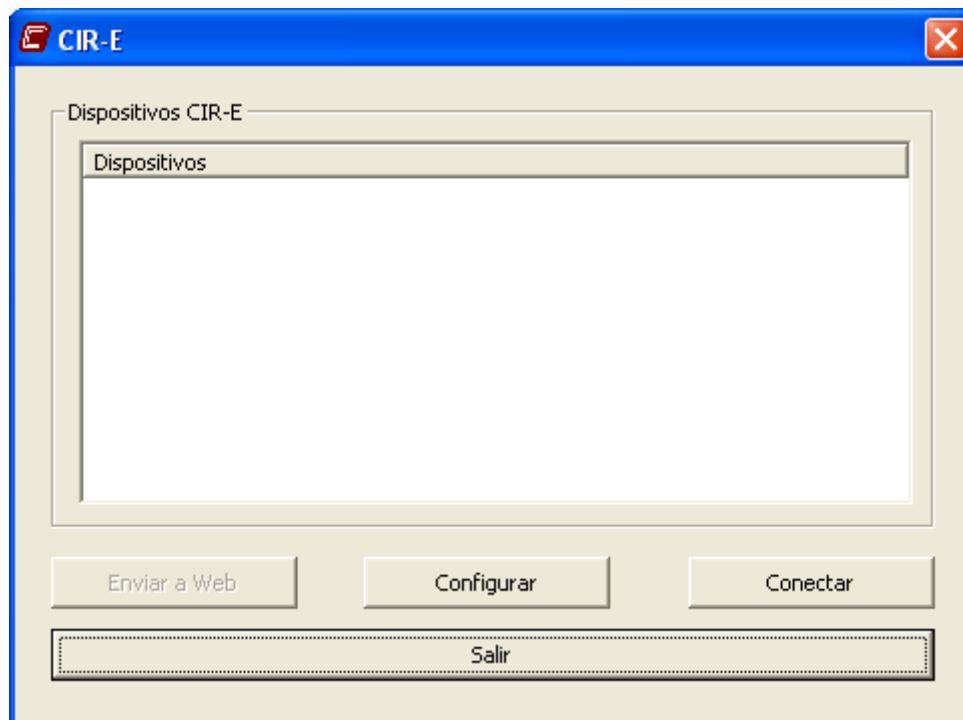 CIR-E
Dispositivos CIR-E
Dispositivos
Enviar a Web
Configurar
Conectar
Salir